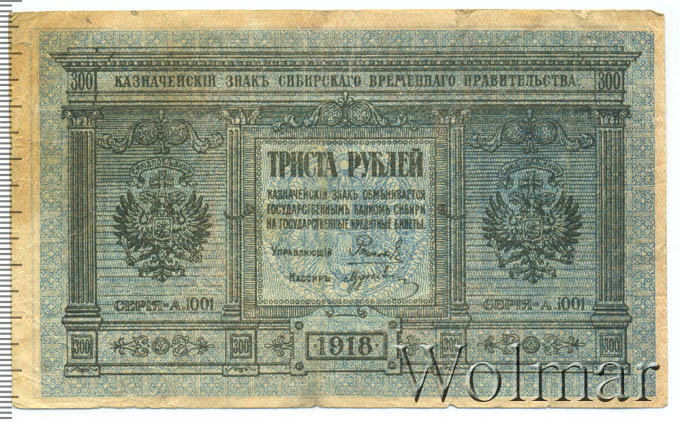 300 КАЗНАЧЕЙСКІЙ ЗНАКЪ СИБИРСКАГО ВРЕМЕННАГО ПРАВИТЕЛЬСТВА. 300
ТРИСТА РУБЛЕЙ
КАЗНАЧЕЙСКІЙ ЗНАКЪ ОБМѢНИВАЕТСЯ
ГОСУДАРСТВЕННЫМЪ БАНКОМЪ СИБИРИ
НА ГОСУДАРСТВЕННЫЕ КРЕДИТНЫЕ БИЛЕТЫ.
УПРАВЛЯЮЩІЙ
КАССИРЪ
СЕРІЯ-А.1001 СЕРІЯ-А.1001
300 300 1918 300 300
Wolmar